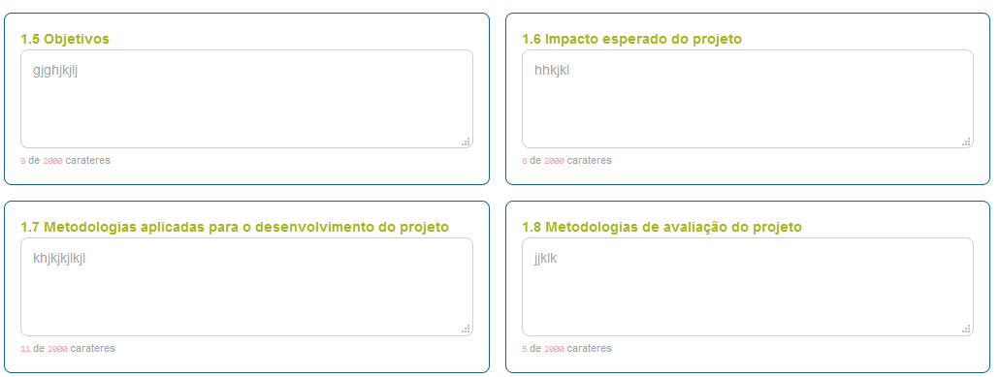 1.5 Objetivos
gjghjkjlj
9 de 2000 carateres
1.6 Impacto esperado do projeto
hhkjkl
6 de 2000 carateres
1.7 Metodologias aplicadas para o desenvolvimento do projeto
khjkjkjlkjl
11 de 2000 carateres
1.8 Metodologias de avaliação do projeto
jjklk
5 de 2000 carateres